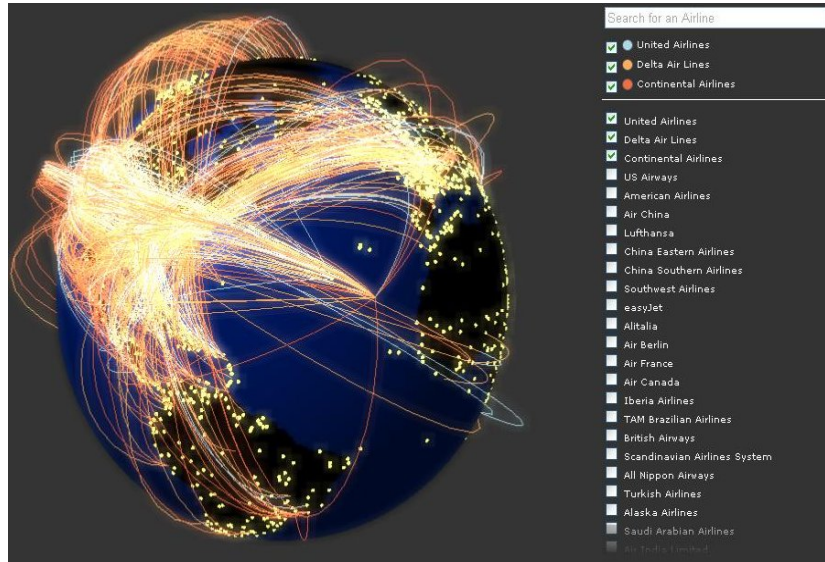 Search for an Airline
United Airlines
Delta Air Lines
Continental Airlines
United Airlines
Delta Air Lines
Continental Airlines
US Airways
American Airlines
Air China
Lufthansa
China Eastern Airlines
China Southern Airlines
Southwest Airlines
easyJet
Alitalia
Air Berlin
Air France
Air Canada
Iberia Airlines
TAM Brazilian Airlines
British Airways
Scandinavian Airlines System
All Nippon Airways
Turkish Airlines
Alaska Airlines
Saudi Arabian Airlines
Air India Limited